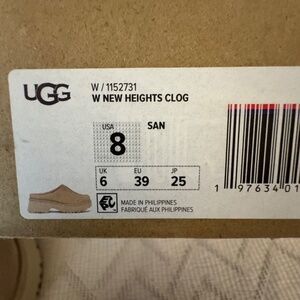 UGG
W / 1152731
W NEW HEIGHTS CLOG
USA
8
SAN
UK EU JP
6 39 25
MADE IN PHILIPPINES
FABRIQUÉ AUX PHILIPPINES
1 97634 01